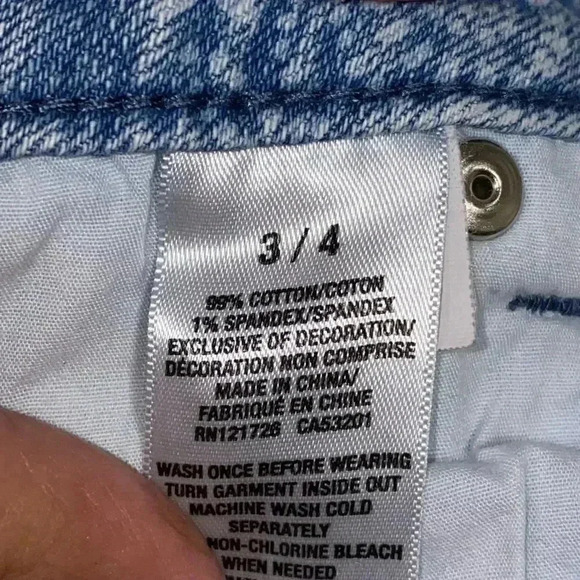 3 / 4
99% COTTON/COTON
1% SPANDEX/SPANDEX
EXCLUSIVE OF DECORATION/
DÉCORATION NON COMPRISE
MADE IN CHINA/
FABRIQUÉ EN CHINE
RN121726 CA53201
WASH ONCE BEFORE WEARING
TURN GARMENT INSIDE OUT
MACHINE WASH COLD
SEPARATELY
NON-CHLORINE BLEACH
WHEN NEEDED